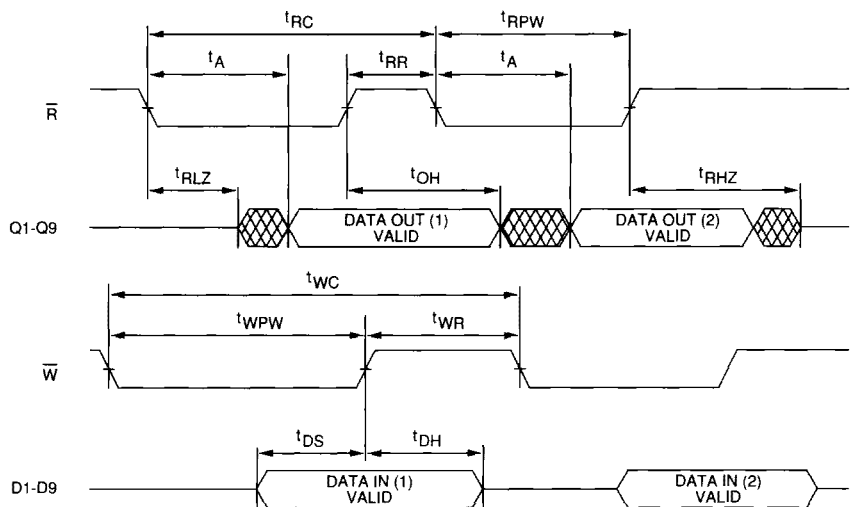 tRC
tRPW
tA
tRR
tA
R
tRLZ
tOH
tRHZ
Q1-Q9
DATA OUT (1)
VALID
DATA OUT (2)
VALID
tWC
tWPW
tWR
W
tDS
tDH
D1-D9
DATA IN (1)
VALID
DATA IN (2)
VALID